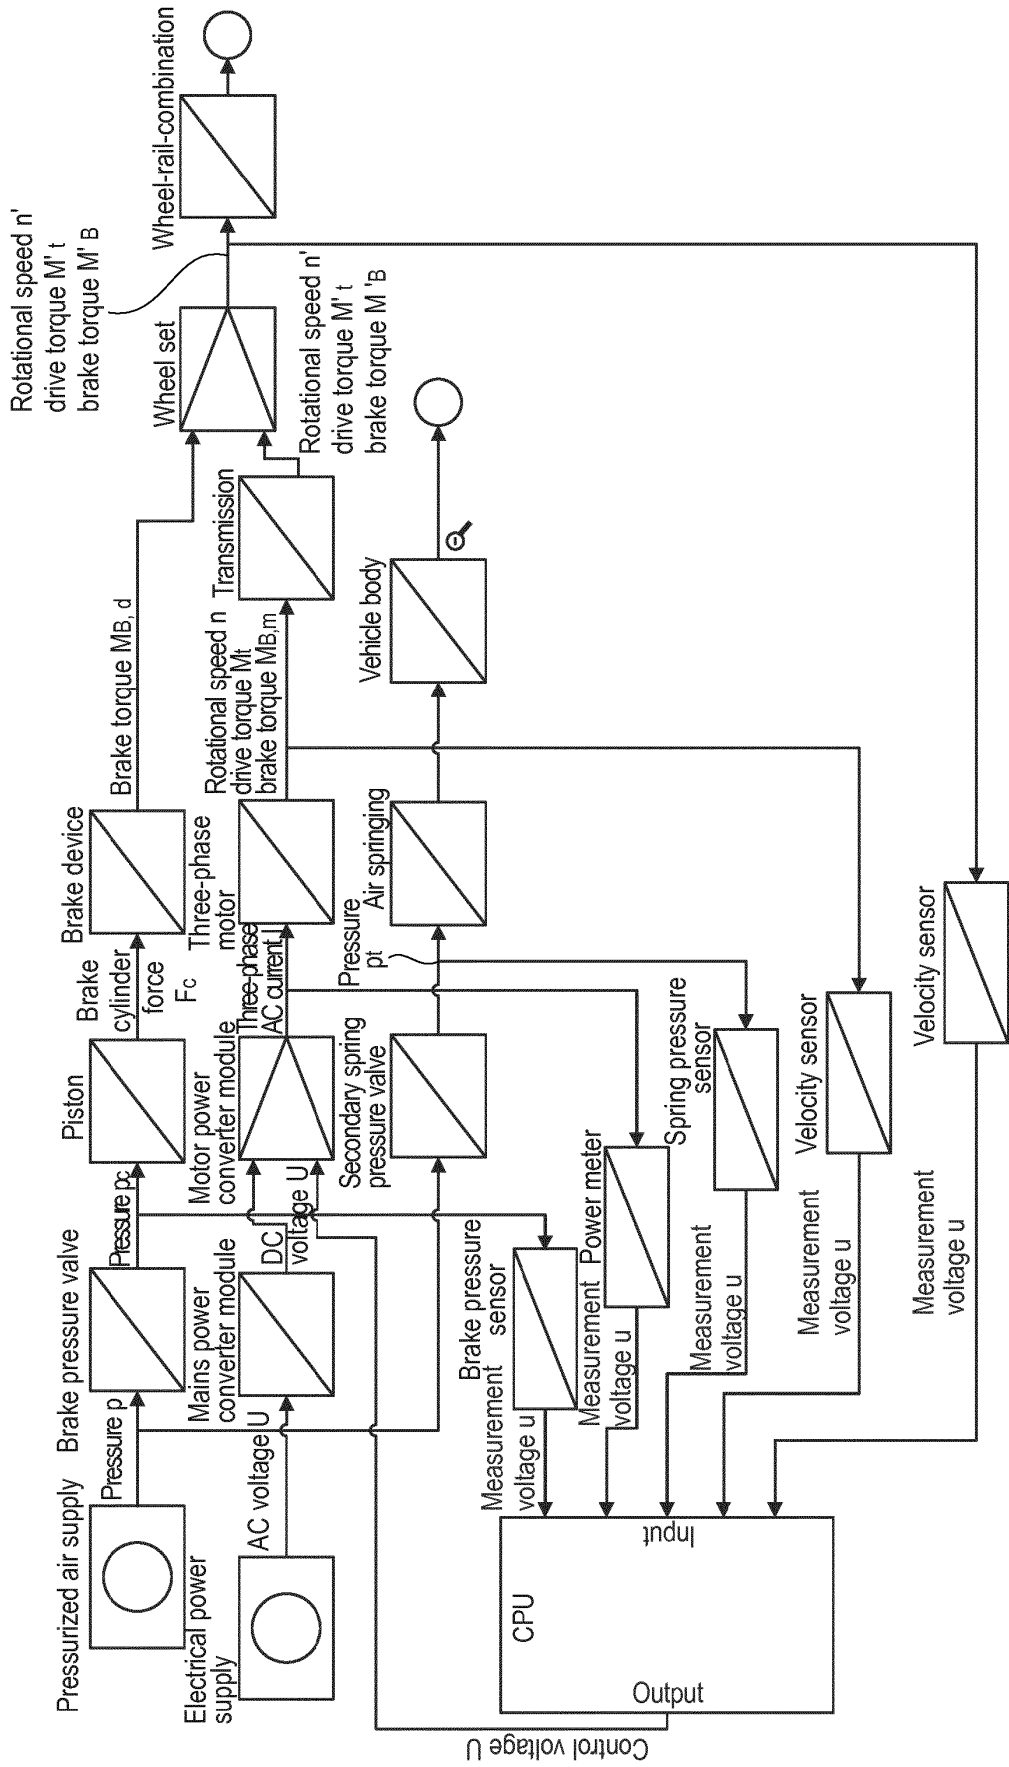 Pressurized air supply
Pressure p
Brake pressure valve
Pressure pc
Piston
Brake
cylinder
force
Fc
Brake device
Brake torque MB, d
Wheel set
Rotational speed n'
drive torque M' t
brake torque M' B
Wheel-rail-combination
Electrical power
supply
AC voltage U
Mains power
converter module
DC
voltage U
Motor power
converter module
Three-phase
AC current I
Three-phase
motor
Rotational speed n
drive torque Mt
brake torque MB,m
Transmission
Rotational speed n'
drive torque M' t
brake torque M 'B
Secondary spring
pressure valve
Pressure
pt
Air springing
Vehicle body
Brake pressure
sensor
Measurement
voltage u
Power meter
Measurement
voltage u
Spring pressure
sensor
Measurement
voltage u
Velocity sensor
Measurement
voltage u
Velocity sensor
Measurement
voltage u
CPU
Input
Output
Control voltage U